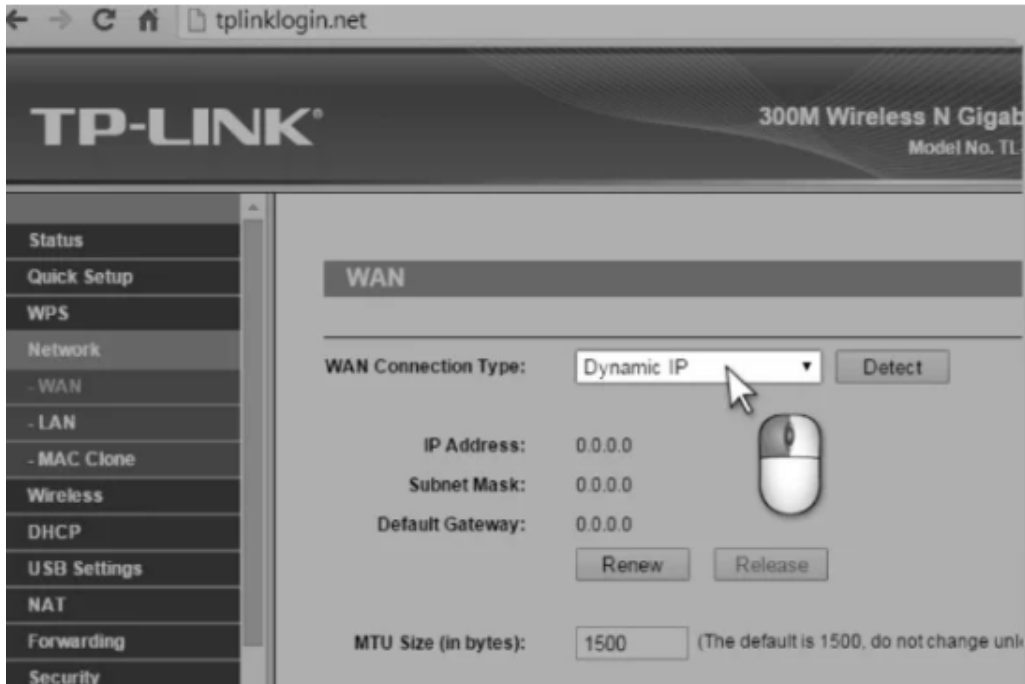 tplinklogin.net
TP-LINK®
300M Wireless N Gigab
Model No. TL-
Status
Quick Setup
WPS
Network
- WAN
- LAN
- MAC Clone
Wireless
DHCP
USB Settings
NAT
Forwarding
Security
WAN
WAN Connection Type: Dynamic IP Detect
IP Address: 0.0.0.0
Subnet Mask: 0.0.0.0
Default Gateway: 0.0.0.0
Renew Release
MTU Size (in bytes): 1500 (The default is 1500, do not change unl